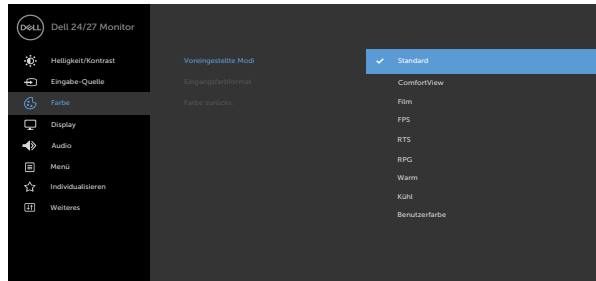 DELL Dell 24/27 Monitor
Helligkeit/Kontrast
Eingabe-Quelle
Farbe
Display
Audio
Menü
Individualisieren
Weiteres
Voreingestellte Modi
Eingangsfarbformat
Farbe zurücks.
Standard
ComfortView
Film
FPS
RTS
RPG
Warm
Kühl
Benutzerfarbe